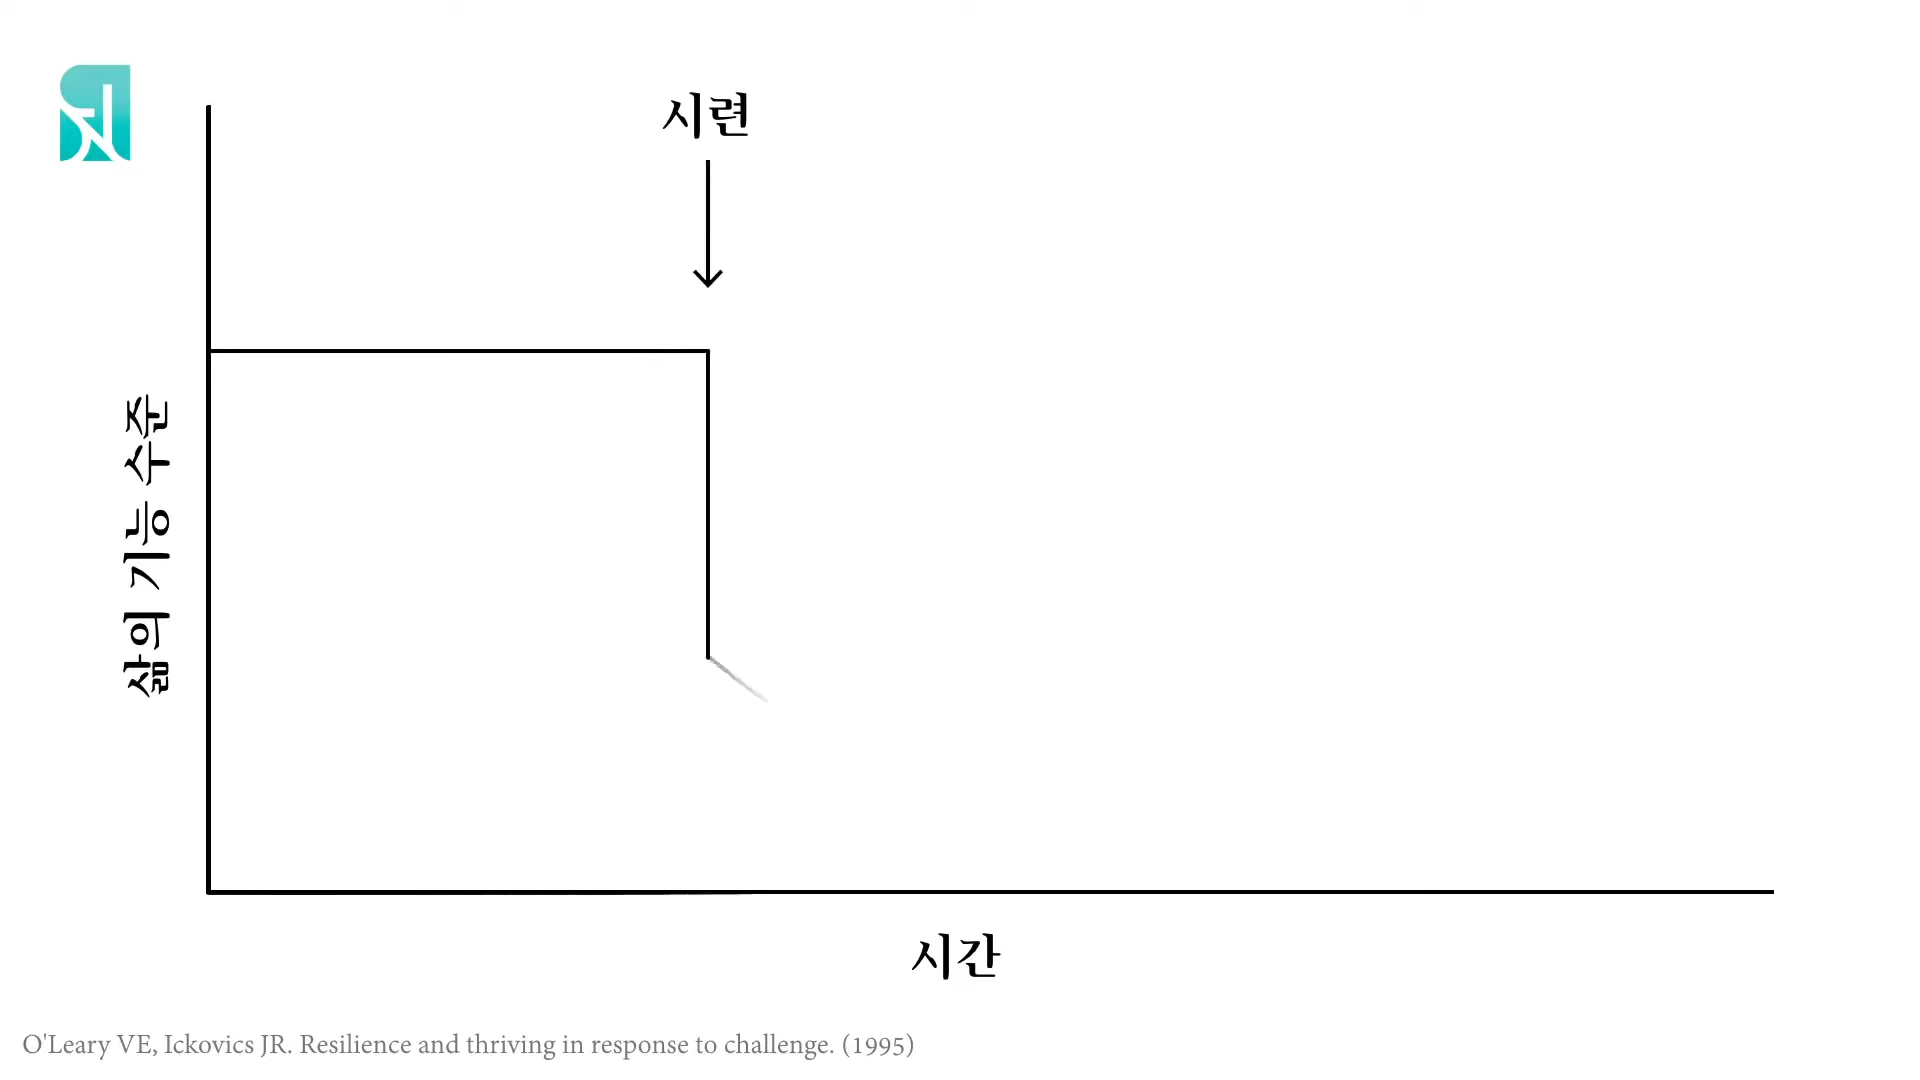 시련
삶의 기능 수준
시간
O'Leary VE, Ickovics JR. Resilience and thriving in response to challenge. (1995)